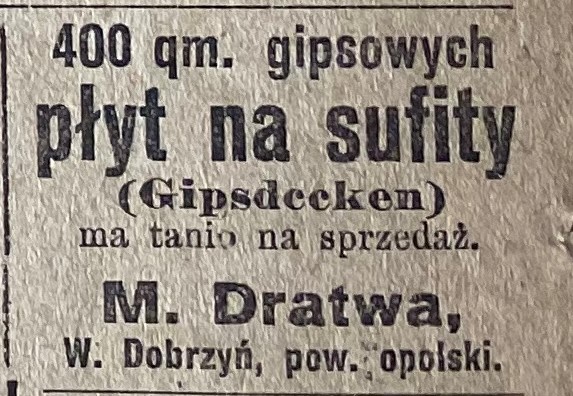 400 qm. gipsowych
płyt na sufity
(Gipsdecken)
ma tanio na sprzedaż.
M. Dratwa,
W. Dobrzyń, pow. opolski.